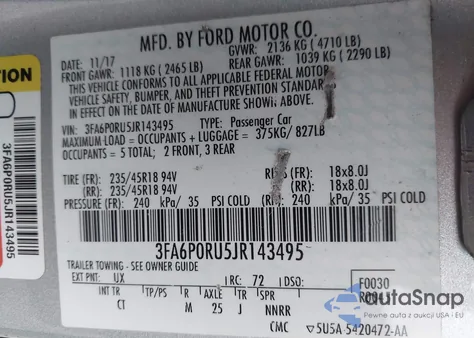 MFD. BY FORD MOTOR CO.
DATE: 11/17 GVWR: 2136 KG (4710 LB)
FRONT GAWR: 1118 KG (2465 LB) REAR GAWR: 1039 KG (2290 LB)
THIS VEHICLE CONFORMS TO ALL APPLICABLE FEDERAL MOTOR
VEHICLE SAFETY, BUMPER, AND THEFT PREVENTION STANDARDS
DATE OF MANUFACTURE SHOWN ABOVE.
VIN: 3FA6P0RU5JR143495 TYPE: Passenger Car
MAXIMUM LOAD = OCCUPANTS + LUGGAGE = 375KG/ 827LB
OCCUPANTS = 5 TOTAL; 2 FRONT, 3 REAR
TIRE (FR): 235/45R18 94V (FR): 18x8.0J
(RR): 235/45R18 94V (RR): 18x8.0J
PRESSURE (FR): 240 kPa/ 35 PSI COLD 240 kPa/ 35 PSI COLD
3FA6P0RU5JR143495
TRAILER TOWING - SEE OWNER GUIDE
EXT PNT: UX RC: 72 DSO: F0030
INT TR TP/PS R AXLE TR SPR
CT M 25 J NNRR
CMC 5U5A 5420472-AA
3FA6P0RU5JR143495
autoSnap
Auctions USA - EU - UA